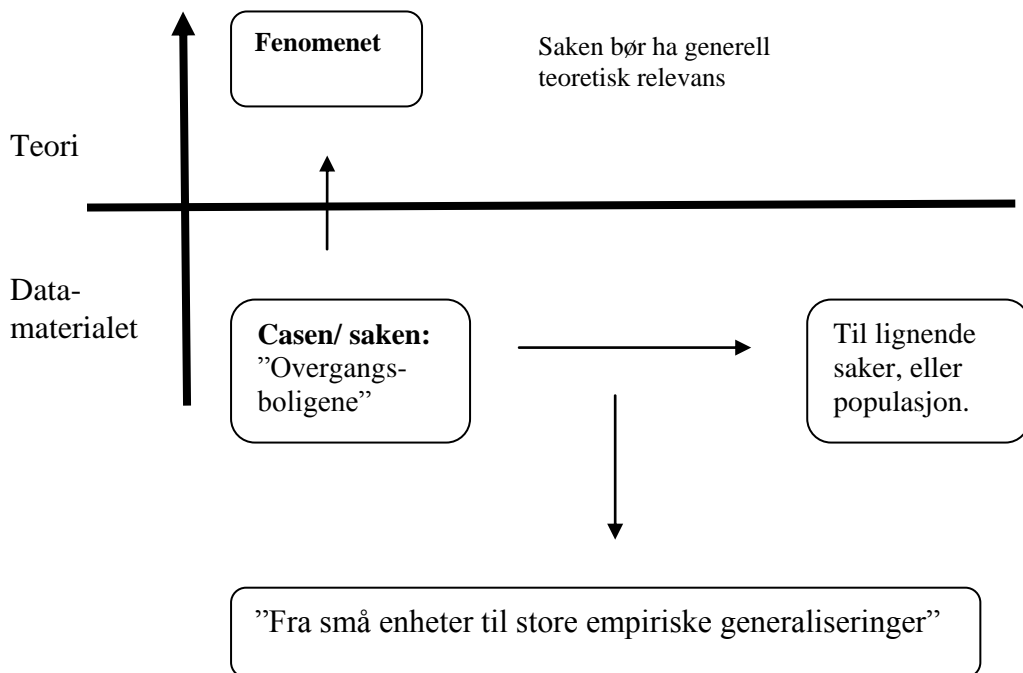 Fenomenet
Saken bør ha generell
teoretisk relevans
Teori
Data-
materialet
Casen/ saken:
”Overgangs-
boligene”
Til lignende
saker, eller
populasjon.
”Fra små enheter til store empiriske generaliseringer”